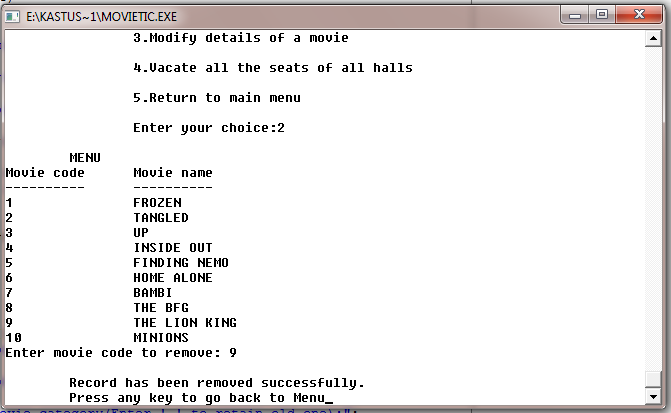 E:\KASTUS~1\MOVIETIC.EXE
3.Modify details of a movie
4.Vacate all the seats of all halls
5.Return to main menu
Enter your choice:2
MENU
Movie code Movie name
---------- ----------
1 FROZEN
2 TANGLED
3 UP
4 INSIDE OUT
5 FINDING NEMO
6 HOME ALONE
7 BAMBI
8 THE BFG
9 THE LION KING
10 MINIONS
Enter movie code to remove: 9
Record has been removed successfully.
Press any key to go back to Menu_